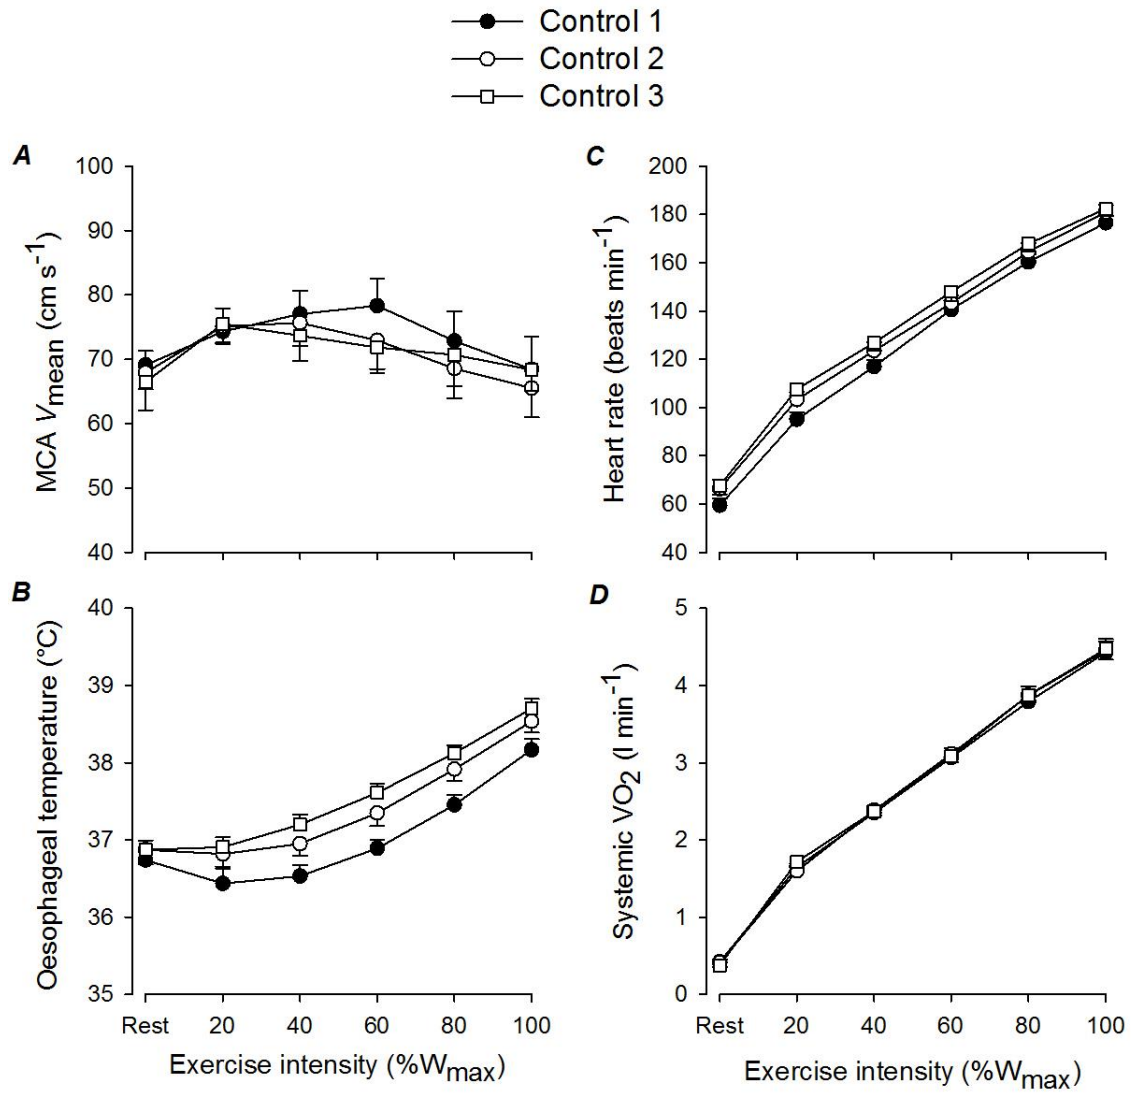 Control 1
Control 2
Control 3
A
MCA Vmean (cm s-1)
100
90
80
70
60
50
40
C
Heart rate (beats min-1)
200
180
160
140
120
100
80
60
40
B
Oesophageal temperature (°C)
40
39
38
37
36
35
Rest 20 40 60 80 100
Exercise intensity (%Wmax)
D
Systemic VO2 (l min-1)
5
4
3
2
1
0
Rest 20 40 60 80 100
Exercise intensity (%Wmax)